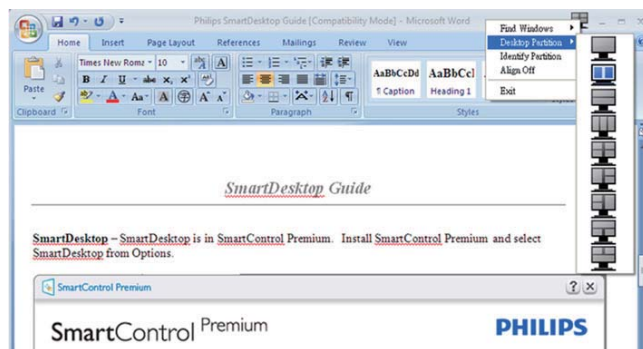 Philips SmartDesktop Guide [Compatibility Mode] - Microsoft Word
Home Insert Page Layout References Mailings Review View
Find Windows
Desktop Partition
Identify Partition
Align Off
Exit
Times New Roma 10
Paste
AaBbCcDd AaBbCcl
¶ Caption Heading 1
Clipboard Font Paragraph Styles
SmartDesktop Guide
SmartDesktop – SmartDesktop is in SmartControl Premium. Install SmartControl Premium and select
SmartDesktop from Options.
SmartControl Premium
SmartControl Premium PHILIPS